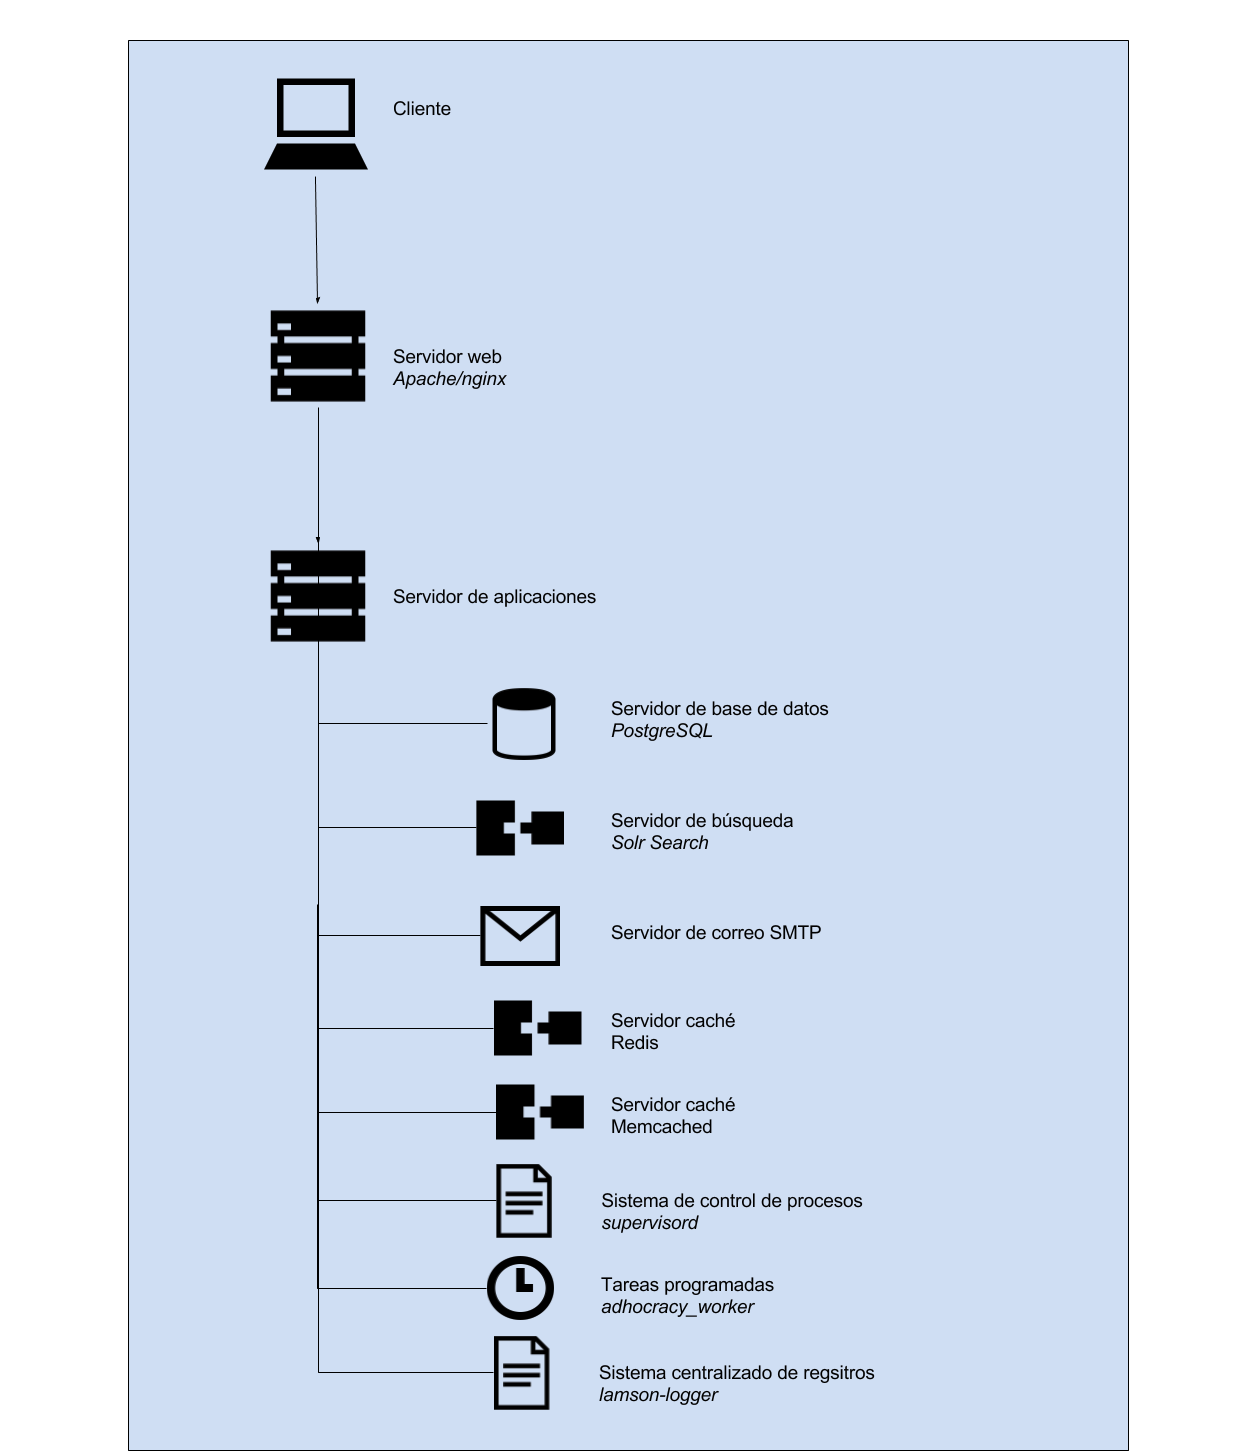 Cliente
Servidor web
Apache/nginx
Servidor de aplicaciones
Servidor de base de datos
PostgreSQL
Servidor de búsqueda
Solr Search
Servidor de correo SMTP
Servidor caché
Redis
Servidor caché
Memcached
Sistema de control de procesos
supervisord
Tareas programadas
adhocracy_worker
Sistema centralizado de regsitros
lamson-logger